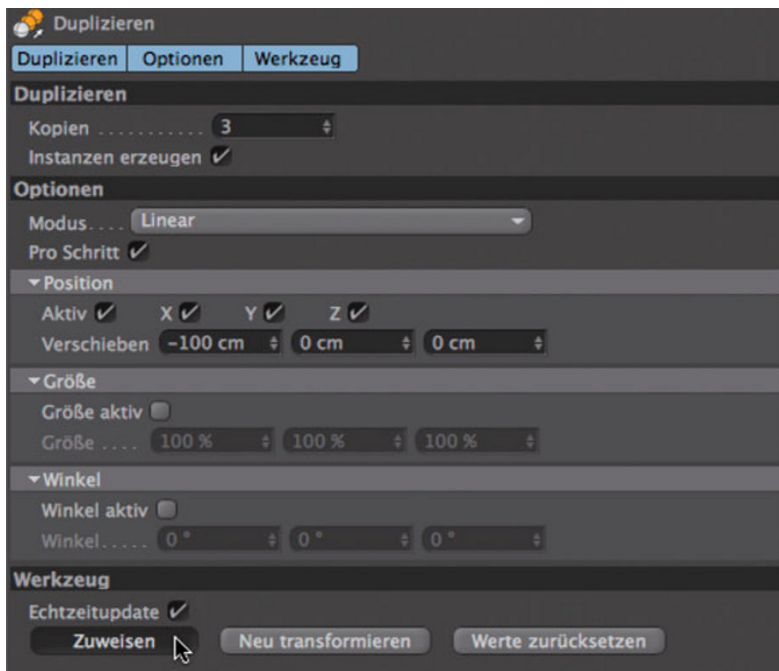 Duplizieren
Duplizieren Optionen Werkzeug
Duplizieren
Kopien ........... 3
Instanzen erzeugen
Optionen
Modus.... Linear
Pro Schritt
Position
Aktiv X Y Z
Verschieben -100 cm 0 cm 0 cm
Größe
Größe aktiv
Größe .... 100 % 100 % 100 %
Winkel
Winkel aktiv
Winkel..... 0 ° 0 ° 0 °
Werkzeug
Echtzeitupdate
Zuweisen Neu transformieren Werte zurücksetzen